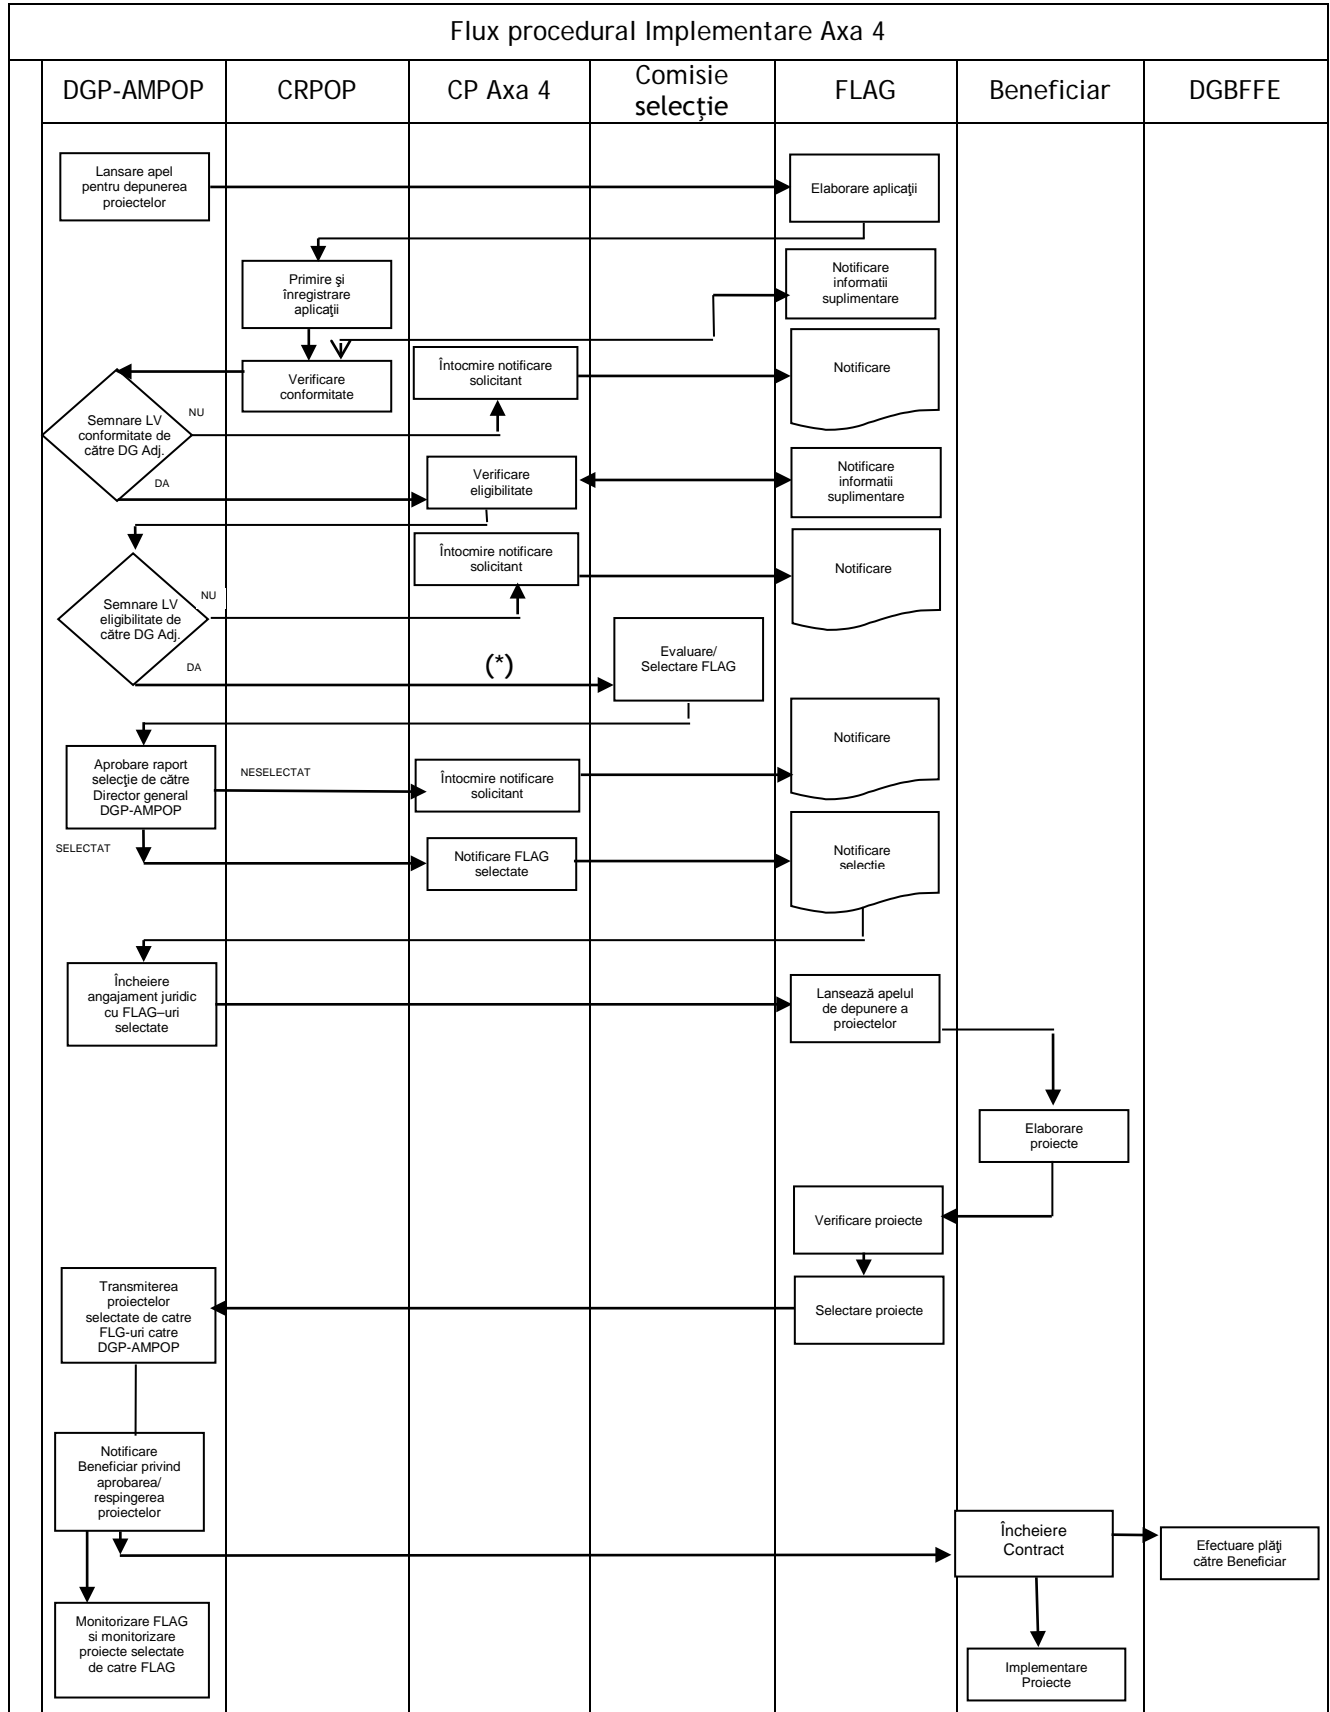 Flux procedural Implementare Axa 4
DGP-AMPOP
CRPOP
CP Axa 4
Comisie
selecţie
FLAG
Beneficiar
DGBFFE
Lansare apel
pentru depunerea
proiectelor
Elaborare aplicaţii
Primire şi
înregistrare
aplicaţii
Notificare
informatii
suplimentare
Verificare
conformitate
Întocmire notificare
solicitant
Notificare
Semnare LV
conformitate de
către DG Adj.
NU
DA
Verificare
eligibilitate
Notificare
informatii
suplimentare
Întocmire notificare
solicitant
Notificare
Semnare LV
eligibilitate de
către DG Adj.
NU
DA
(*)
Evaluare/
Selectare FLAG
Aprobare raport
selecţie de către
Director general
DGP-AMPOP
NESELECTAT
Întocmire notificare
solicitant
Notificare
SELECTAT
Notificare FLAG
selectate
Notificare
selectie
Încheiere
angajament juridic
cu FLAG–uri
selectate
Lansează apelul
de depunere a
proiectelor
Elaborare
proiecte
Verificare proiecte
Selectare proiecte
Transmiterea
proiectelor
selectate de catre
FLG-uri catre
DGP-AMPOP
Notificare
Beneficiar privind
aprobarea/
respingerea
proiectelor
Încheiere
Contract
Efectuare plăţi
către Beneficiar
Monitorizare FLAG
si monitorizare
proiecte selectate
de catre FLAG
Implementare
Proiecte